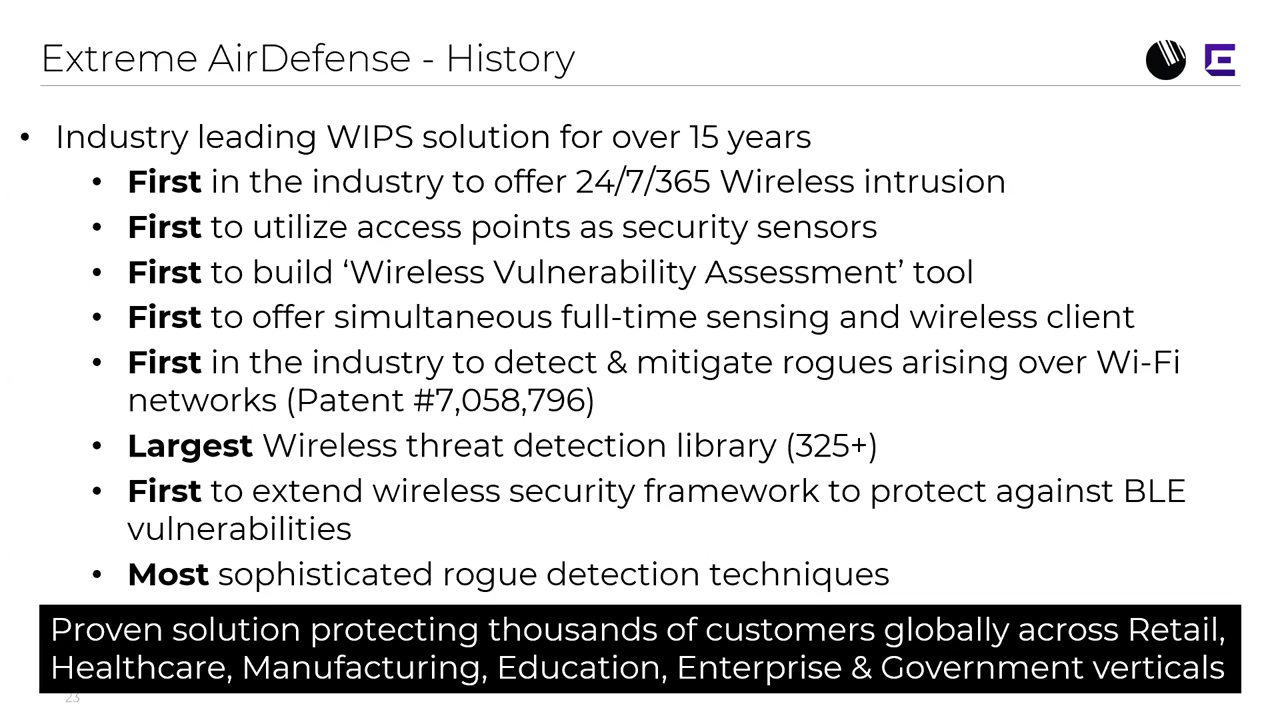 Extreme AirDefense - History
• Industry leading WIPS solution for over 15 years
• First in the industry to offer 24/7/365 Wireless intrusion
• First to utilize access points as security sensors
• First to build ‘Wireless Vulnerability Assessment’ tool
• First to offer simultaneous full-time sensing and wireless client
• First in the industry to detect & mitigate rogues arising over Wi-Fi
networks (Patent #7,058,796)
• Largest Wireless threat detection library (325+)
• First to extend wireless security framework to protect against BLE
vulnerabilities
• Most sophisticated rogue detection techniques
Proven solution protecting thousands of customers globally across Retail,
Healthcare, Manufacturing, Education, Enterprise & Government verticals
23